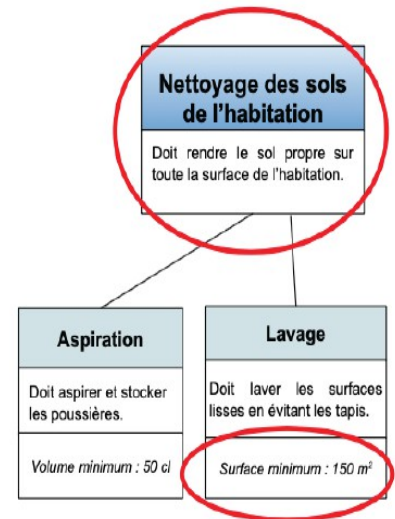 Nettoyage des sols
de l'habitation
Doit rendre le sol propre sur
toute la surface de l'habitation.
Aspiration
Doit aspirer et stocker
les poussières.
Volume minimum : 50 cl
Lavage
Doit laver les surfaces
lisses en évitant les tapis.
Surface minimum : 150 m²